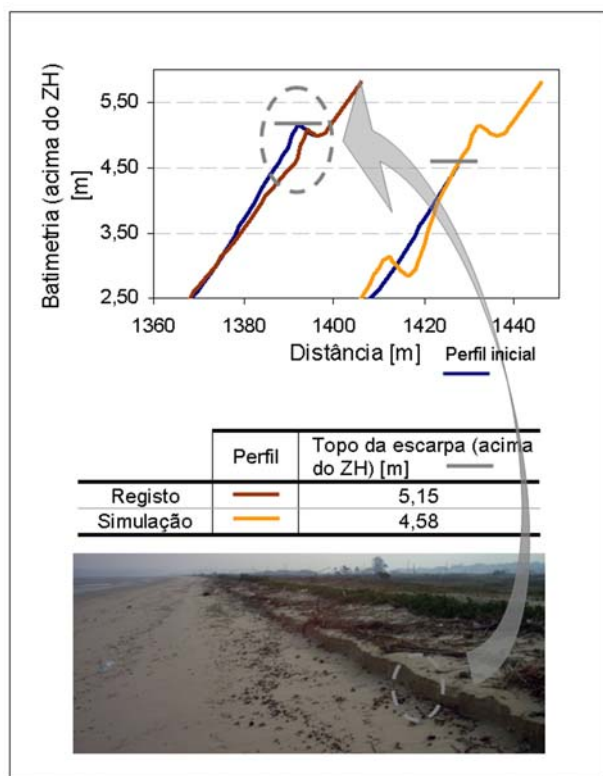 Batimetria (acima do ZH)
[m]
5,50
4,50
3,50
2,50
1360 1380 1400 1420 1440
Distância [m]
Perfil inicial
Perfil
Topo da escarpa (acima
do ZH) [m]
Registo 5,15
Simulação 4,58